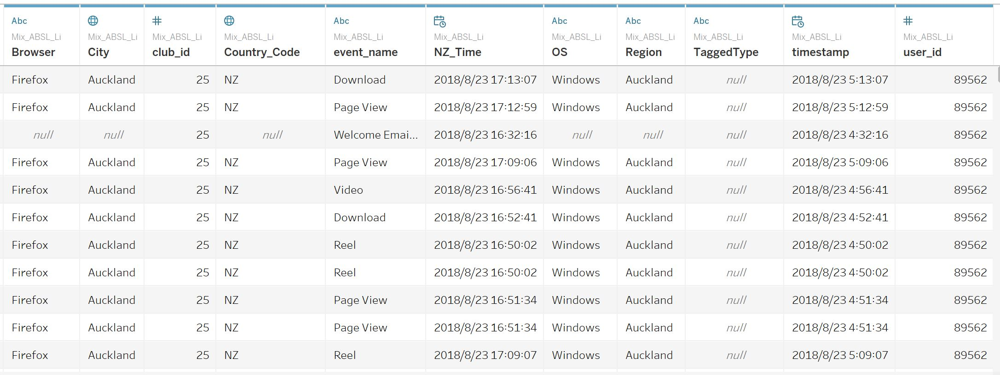 Abc Abc Abc Abc Abc
Mix_ABSL_Li Mix_ABSL_Li Mix_ABSL_Li Mix_ABSL_Li Mix_ABSL_Li Mix_ABSL_Li Mix_ABSL_Li Mix_ABSL_Li Mix_ABSL_Li Mix_ABSL_Li Mix_ABSL_Li
Browser City club_id Country_Code event_name NZ_Time OS Region TaggedType timestamp user_id
Firefox Auckland 25 NZ Download 2018/8/23 17:13:07 Windows Auckland null 2018/8/23 5:13:07 89562
Firefox Auckland 25 NZ Page View 2018/8/23 17:12:59 Windows Auckland null 2018/8/23 5:12:59 89562
null null 25 null Welcome Emai... 2018/8/23 16:32:16 null null null 2018/8/23 4:32:16 89562
Firefox Auckland 25 NZ Page View 2018/8/23 17:09:06 Windows Auckland null 2018/8/23 5:09:06 89562
Firefox Auckland 25 NZ Video 2018/8/23 16:56:41 Windows Auckland null 2018/8/23 4:56:41 89562
Firefox Auckland 25 NZ Download 2018/8/23 16:52:41 Windows Auckland null 2018/8/23 4:52:41 89562
Firefox Auckland 25 NZ Reel 2018/8/23 16:50:02 Windows Auckland null 2018/8/23 4:50:02 89562
Firefox Auckland 25 NZ Reel 2018/8/23 16:50:02 Windows Auckland null 2018/8/23 4:50:02 89562
Firefox Auckland 25 NZ Page View 2018/8/23 16:51:34 Windows Auckland null 2018/8/23 4:51:34 89562
Firefox Auckland 25 NZ Page View 2018/8/23 16:51:34 Windows Auckland null 2018/8/23 4:51:34 89562
Firefox Auckland 25 NZ Reel 2018/8/23 17:09:07 Windows Auckland null 2018/8/23 5:09:07 89562